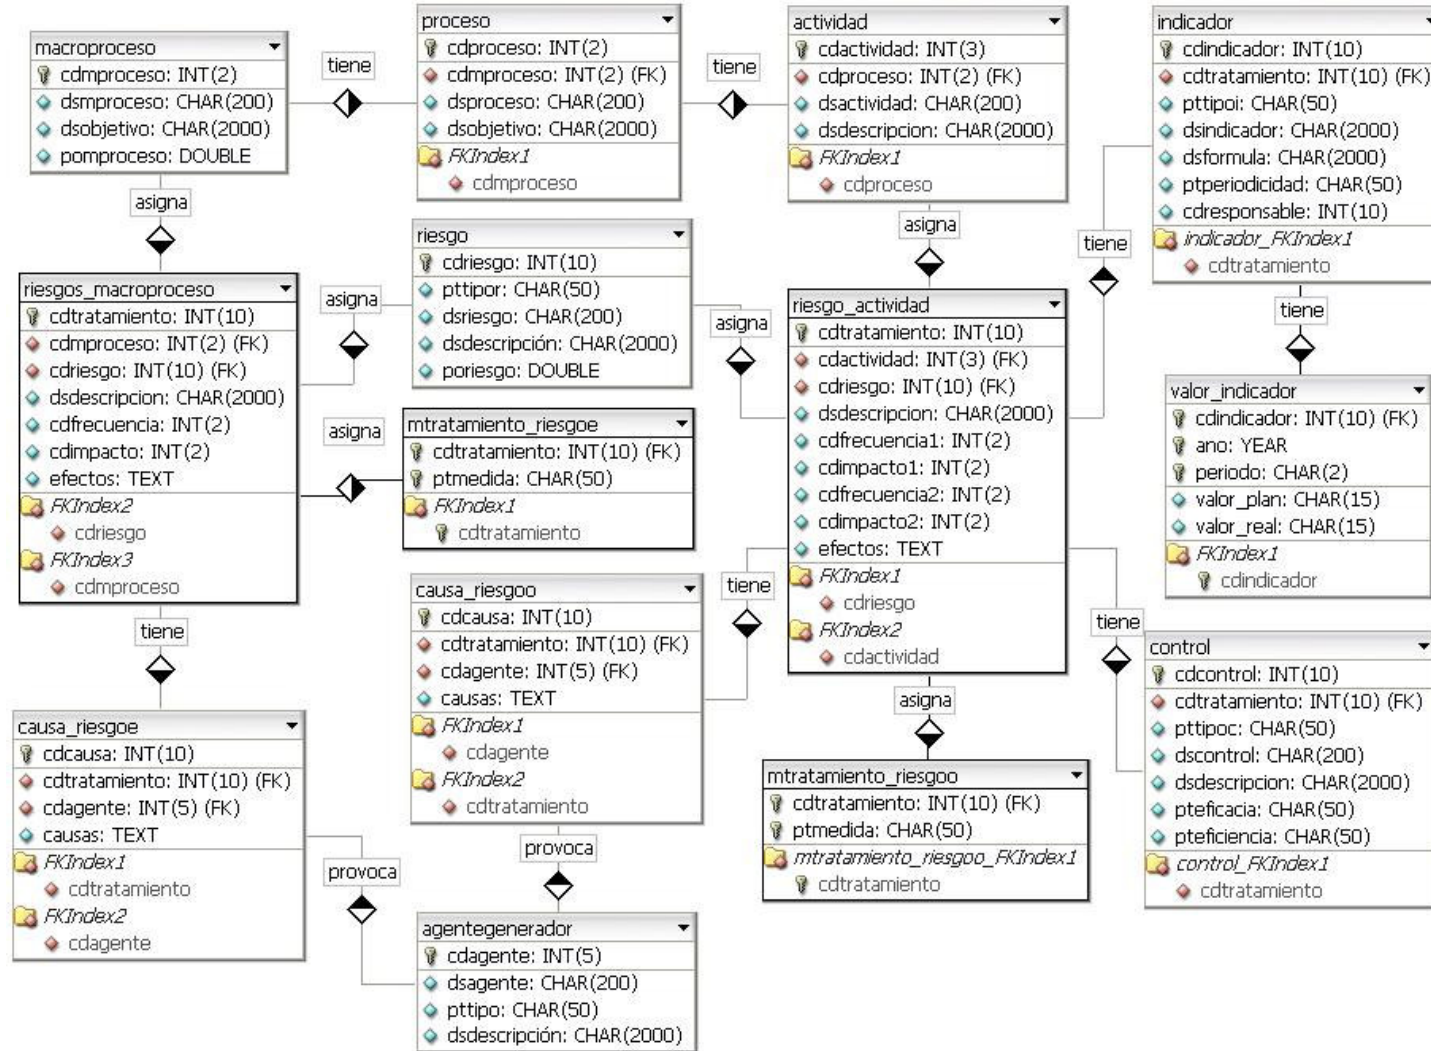 macroproceso
cdmproceso: INT(2)
dsmproceso: CHAR(200)
dsobjetivo: CHAR(2000)
pomproceso: DOUBLE
tiene
proceso
cdproceso: INT(2)
cdmproceso: INT(2) (FK)
dsproceso: CHAR(200)
dsobjetivo: CHAR(2000)
FKIndex1
cdmproceso
tiene
actividad
cdactividad: INT(3)
cdproceso: INT(2) (FK)
dsactividad: CHAR(200)
dsdescripcion: CHAR(2000)
FKIndex1
cdproceso
indicador
cdindicador: INT(10)
cdtratamiento: INT(10) (FK)
pttipoi: CHAR(50)
dsindicador: CHAR(2000)
dsformula: CHAR(2000)
ptperiodicidad: CHAR(50)
cdresponsable: INT(10)
indicador_FKIndex1
cdtratamiento
asigna
asigna
tiene
riesgos_macroproceso
cdtratamiento: INT(10)
cdmproceso: INT(2) (FK)
cdriesgo: INT(10) (FK)
dsdescripcion: CHAR(2000)
cdfrecuencia: INT(2)
cdimpacto: INT(2)
efectos: TEXT
FKIndex2
cdriesgo
FKIndex3
cdmproceso
asigna
riesgo
cdriesgo: INT(10)
pttipor: CHAR(50)
dsriesgo: CHAR(200)
dsdescripción: CHAR(2000)
poriesgo: DOUBLE
asigna
riesgo_actividad
cdtratamiento: INT(10)
cdactividad: INT(3) (FK)
cdriesgo: INT(10) (FK)
dsdescripcion: CHAR(2000)
cdfrecuencia1: INT(2)
cdimpacto1: INT(2)
cdfrecuencia2: INT(2)
cdimpacto2: INT(2)
efectos: TEXT
FKIndex1
cdriesgo
FKIndex2
cdactividad
tiene
valor_indicador
cdindicador: INT(10) (FK)
ano: YEAR
periodo: CHAR(2)
valor_plan: CHAR(15)
valor_real: CHAR(15)
FKIndex1
cdindicador
asigna
mtratamiento_riesgoe
cdtratamiento: INT(10) (FK)
ptmedida: CHAR(50)
FKIndex1
cdtratamiento
tiene
causa_riesgoo
cdcausa: INT(10)
cdtratamiento: INT(10) (FK)
cdagente: INT(5) (FK)
causas: TEXT
FKIndex1
cdagente
FKIndex2
cdtratamiento
tiene
tiene
control
cdcontrol: INT(10)
cdtratamiento: INT(10) (FK)
pttipoc: CHAR(50)
dscontrol: CHAR(200)
dsdescripcion: CHAR(2000)
pteficacia: CHAR(50)
pteficiencia: CHAR(50)
control_FKIndex1
cdtratamiento
causa_riesgoe
cdcausa: INT(10)
cdtratamiento: INT(10) (FK)
cdagente: INT(5) (FK)
causas: TEXT
FKIndex1
cdtratamiento
FKIndex2
cdagente
asigna
mtratamiento_riesgoo
cdtratamiento: INT(10) (FK)
ptmedida: CHAR(50)
mtratamiento_riesgoo_FKIndex1
cdtratamiento
provoca
provoca
agentegenerador
cdagente: INT(5)
dsagente: CHAR(200)
pttipo: CHAR(50)
dsdescripción: CHAR(2000)